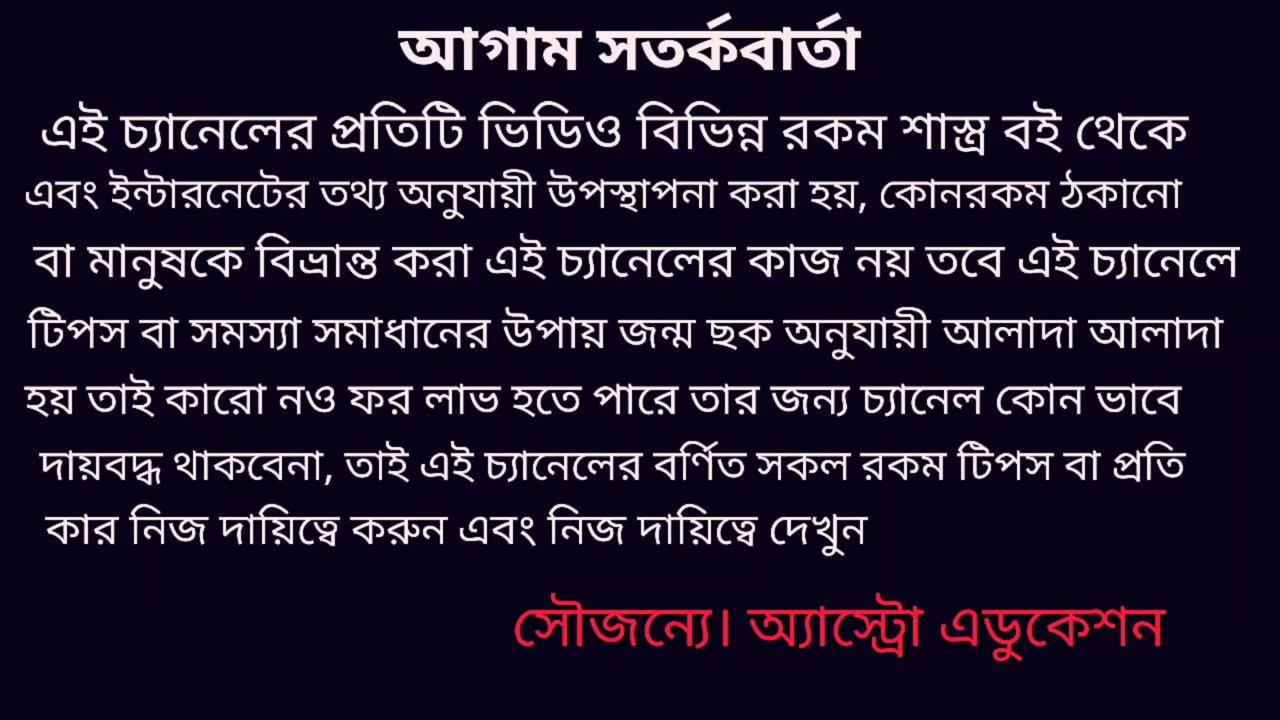 আগাম সতর্কবার্তা
এই চ্যানেলের প্রতিটি ভিডিও বিভিন্ন রকম শাস্ত্র বই থেকে
এবং ইন্টারনেটের তথ্য অনুযায়ী উপস্থাপনা করা হয়, কোনরকম ঠকানো
বা মানুষকে বিভ্রান্ত করা এই চ্যানেলের কাজ নয় তবে এই চ্যানেলে
টিপস বা সমস্যা সমাধানের উপায় জন্ম ছক অনুযায়ী আলাদা আলাদা
হয় তাই কারো নও ফর লাভ হতে পারে তার জন্য চ্যানেল কোন ভাবে
দায়বদ্ধ থাকবেনা, তাই এই চ্যানেলের বর্ণিত সকল রকম টিপস বা প্রতি
কার নিজ দায়িত্বে করুন এবং নিজ দায়িত্বে দেখুন
সৌজন্যে। অ্যাস্ট্রো এডুকেশন